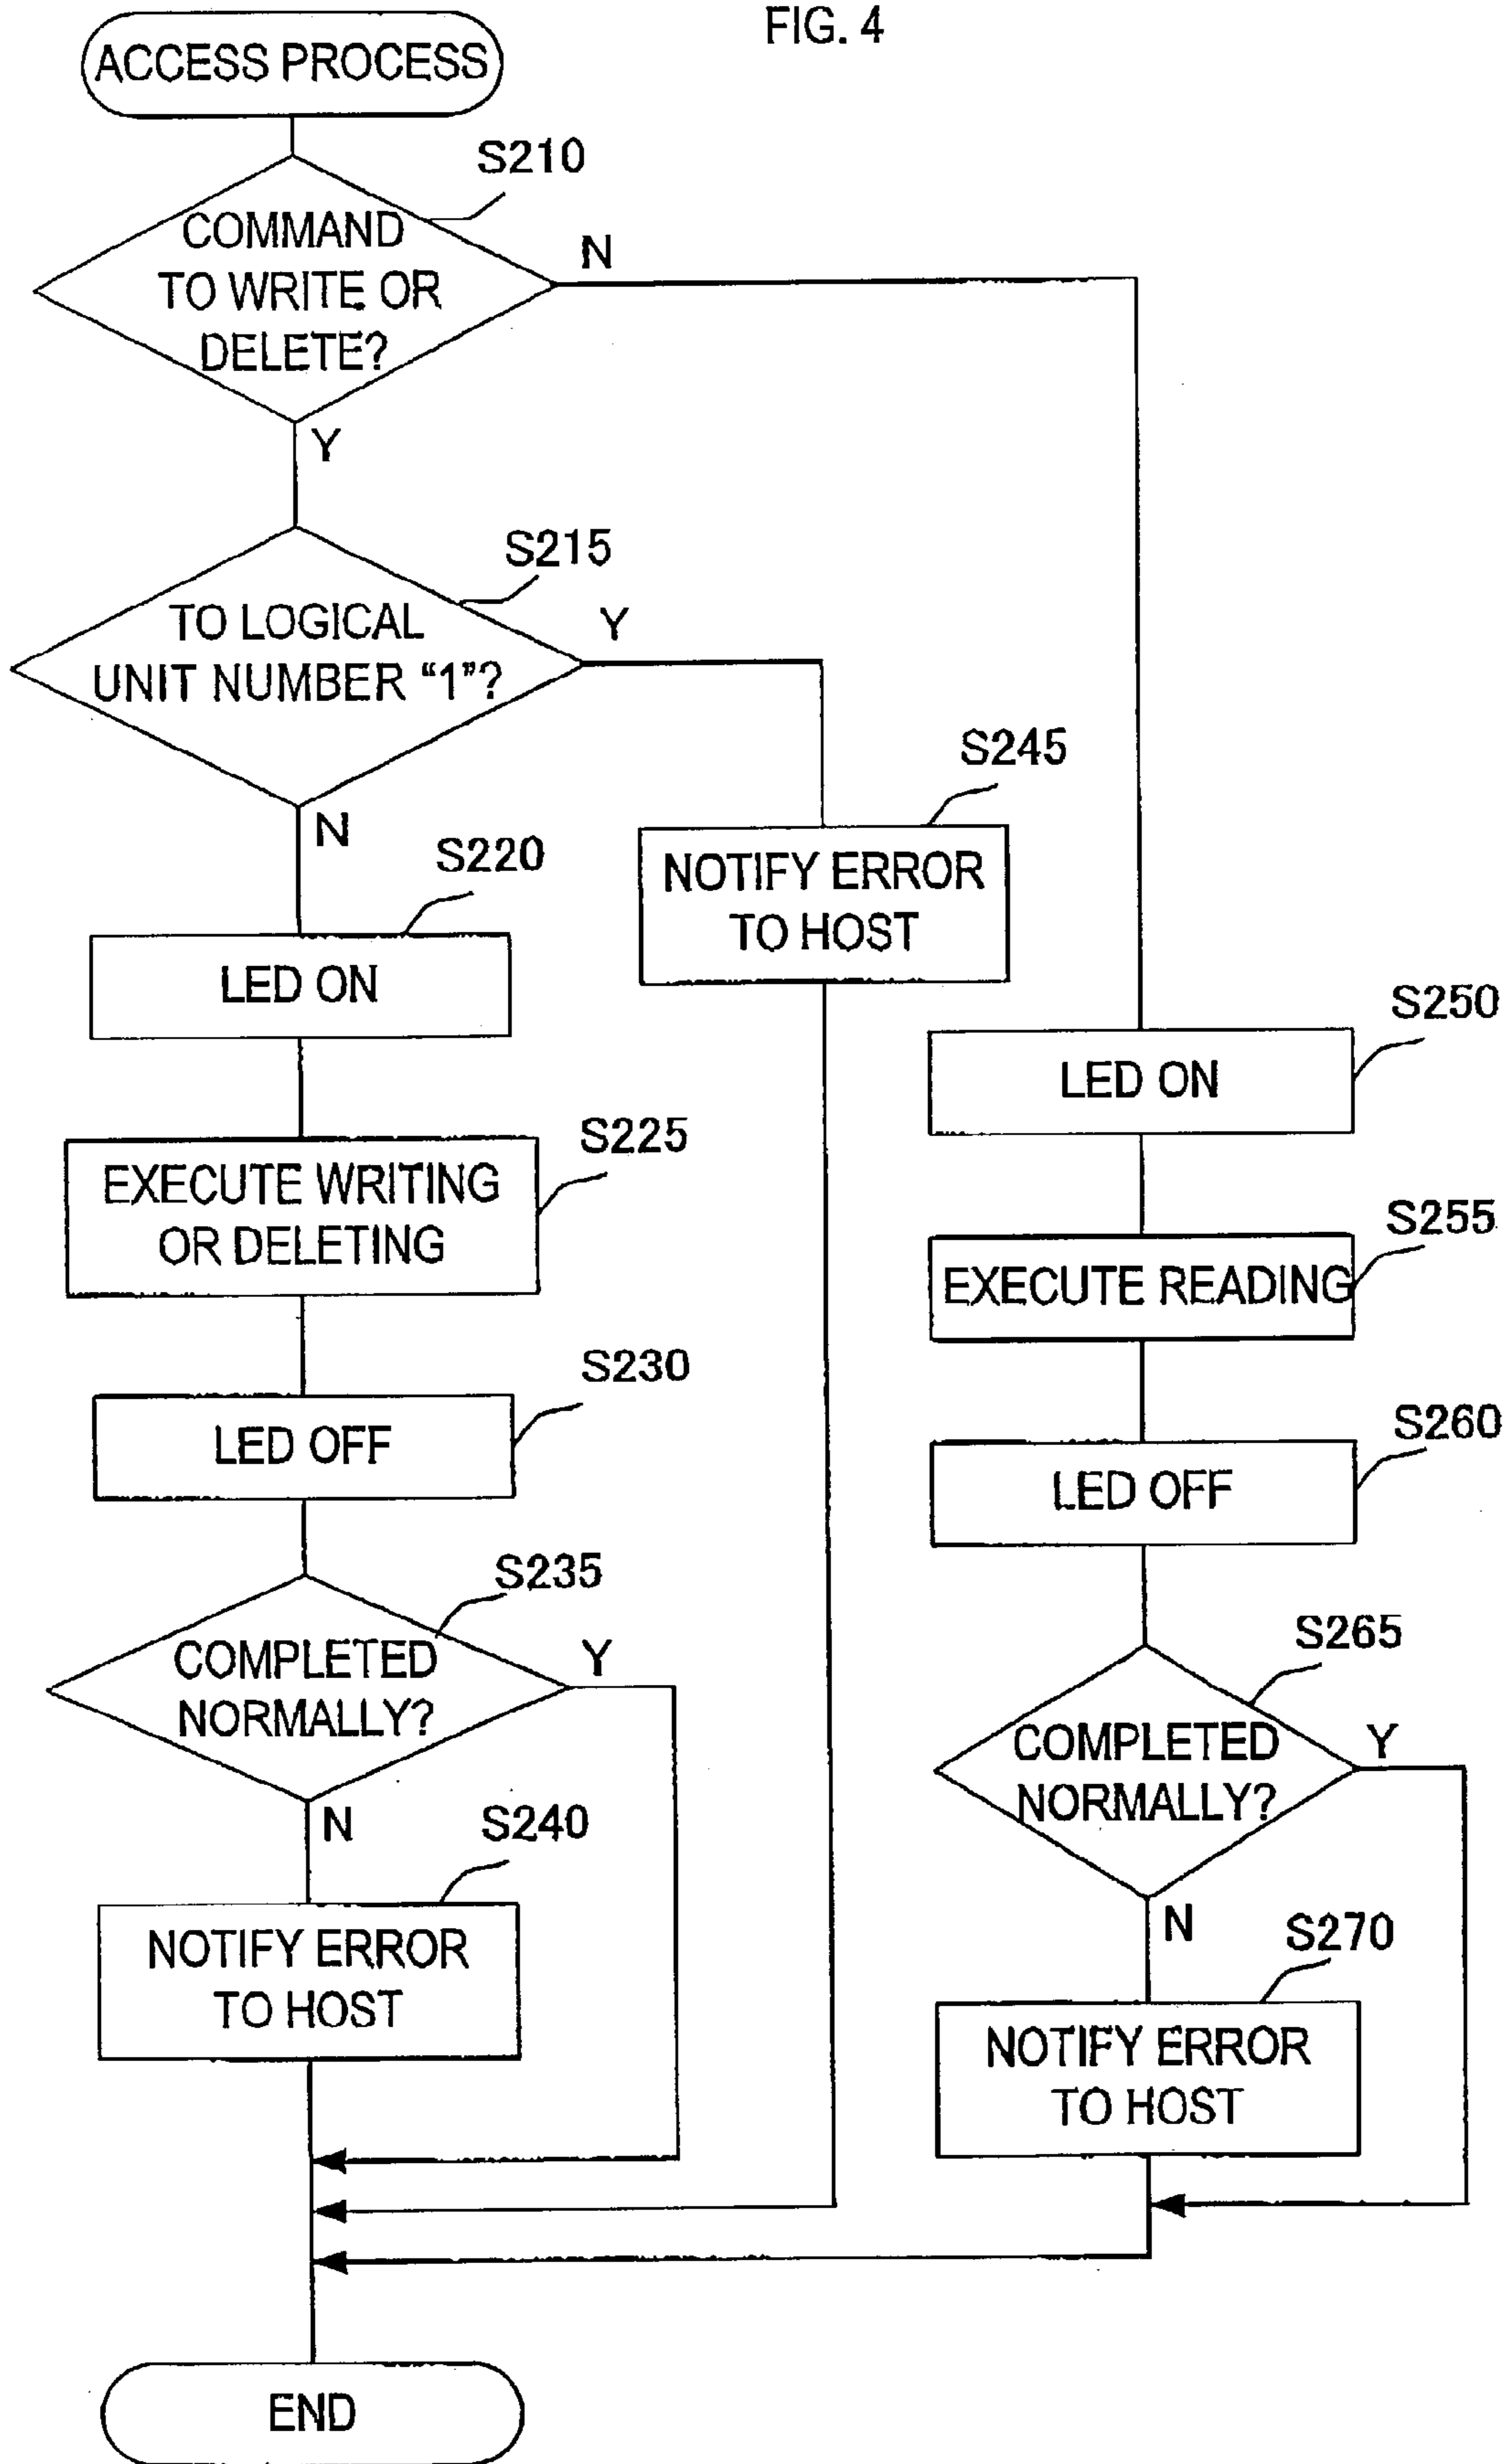 FIG. 4
ACCESS PROCESS
S210
COMMAND
TO WRITE OR
DELETE?
N
Y
S215
TO LOGICAL
UNIT NUMBER “1”?
Y
N
S245
NOTIFY ERROR
TO HOST
S220
LED ON
S250
LED ON
S225
EXECUTE WRITING
OR DELETING
S255
EXECUTE READING
S230
LED OFF
S260
LED OFF
S235
COMPLETED
NORMALLY?
Y
N
S265
COMPLETED
NORMALLY?
Y
N
S240
NOTIFY ERROR
TO HOST
S270
NOTIFY ERROR
TO HOST
END